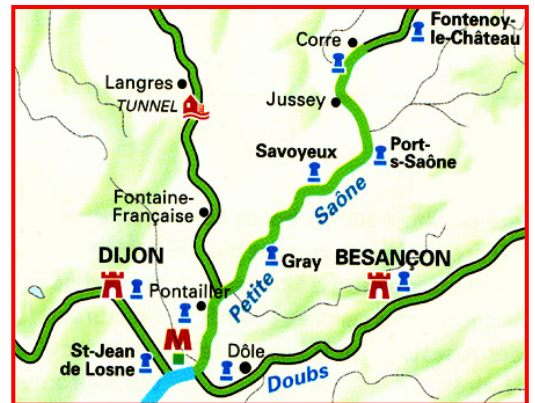 Fontenoy-
le-Château
Corre
Langres
TUNNEL
Jussey
Savoyeux
Port-
s-Saône
Saône
Fontaine-
Française
DIJON
Gray
BESANÇON
Petite
Pontailler
M
St-Jean
de Losne
Dôle
Doubs